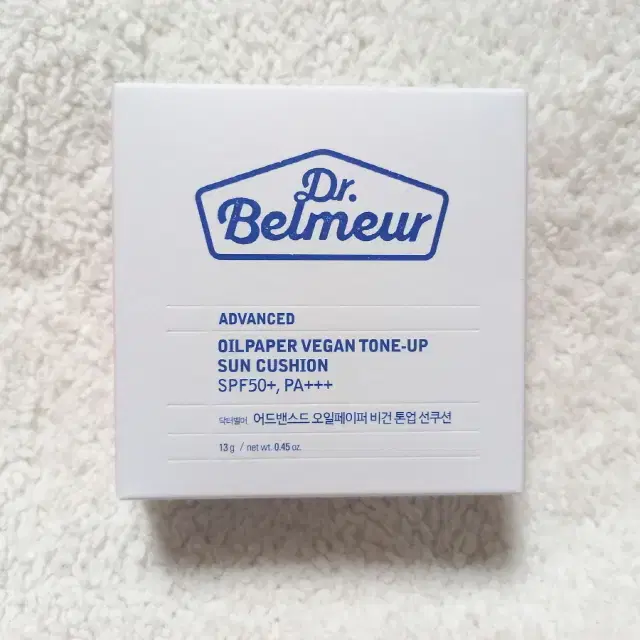 Dr.
Belmeur
ADVANCED
OILPAPER VEGAN TONE-UP
SUN CUSHION
SPF50+, PA+++
닥터벨머 어드밴스드 오일페이퍼 비건 톤업 선쿠션
13 g / net wt. 0.45 oz.